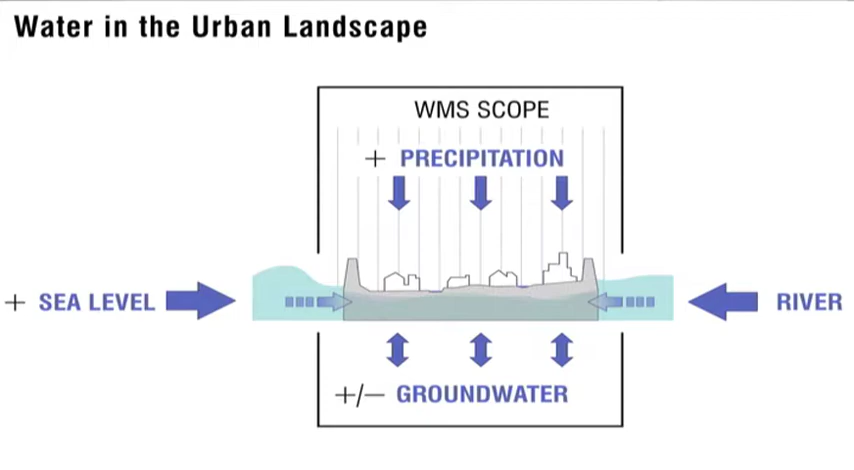 Water in the Urban Landscape
WMS SCOPE
+ PRECIPITATION
+ SEA LEVEL
RIVER
+/– GROUNDWATER